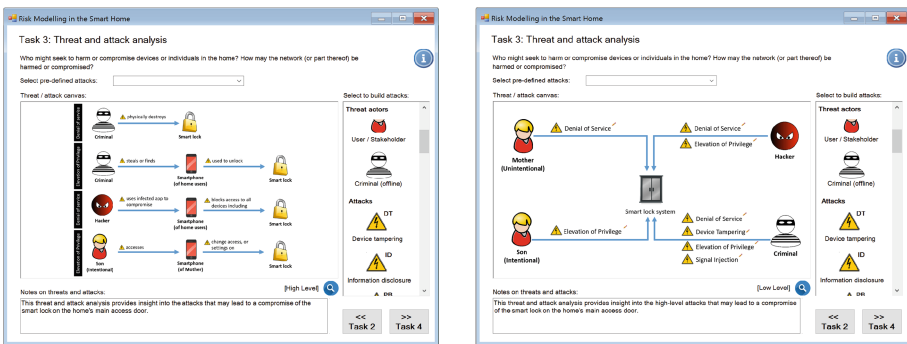 Risk Modelling in the Smart Home
Task 3: Threat and attack analysis
Who might seek to harm or compromise devices or individuals in the home? How may the network (or part thereof) be
harmed or compromised?
Select pre-defined attacks:
Threat / attack canvas:
Select to build attacks:
Denial of service
physically destroys
Criminal
Smart lock
Elevation of Privilege
steals or finds
used to unlock
Criminal
Smartphone
(of home users)
Smart lock
Denial of service
uses infected app to
compromise
blocks access to all
devices including
Hacker
Smartphone
(of home users)
Smart lock
Elevation of Privilege
accesses
change access, or
settings on
Son
(Intentional)
Smartphone
(of Mother)
Smart lock
Threat actors
User / Stakeholder
Criminal (offline)
Attacks
DT
Device tampering
ID
Information disclosure
[High Level]
Notes on threats and attacks:
This threat and attack analysis provides insight into the attacks that may lead to a compromise of the
smart lock on the home's main access door.
<<
Task 2
>>
Task 4
Risk Modelling in the Smart Home
Task 3: Threat and attack analysis
Who might seek to harm or compromise devices or individuals in the home? How may the network (or part thereof) be
harmed or compromised?
Select pre-defined attacks:
Threat / attack canvas:
Select to build attacks:
Mother
(Unintentional)
Denial of Service
Denial of Service
Elevation of Privilege
Hacker
Smart lock system
Son
(Intentional)
Elevation of Privilege
Denial of Service
Device Tampering
Elevation of Privilege
Signal Injection
Criminal
Threat actors
User / Stakeholder
Criminal (offline)
Attacks
DT
Device tampering
ID
Information disclosure
[Low Level]
Notes on threats and attacks:
This threat and attack analysis provides insight into the high-level attacks that may lead to a compromise
of the smart lock on the home's main access door.
<<
Task 2
>>
Task 4